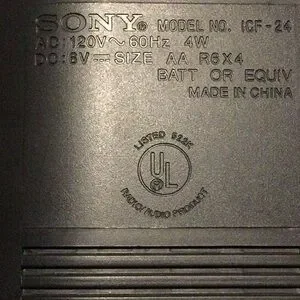 SONY® MODEL NO. ICF-24
AC: 120V~ 60Hz 4W
DC: 6V⎓ SIZE AA R6X4
BATT OR EQUIV
MADE IN CHINA
LISTED 922K
UL
®
RADIO/AUDIO PRODUCT